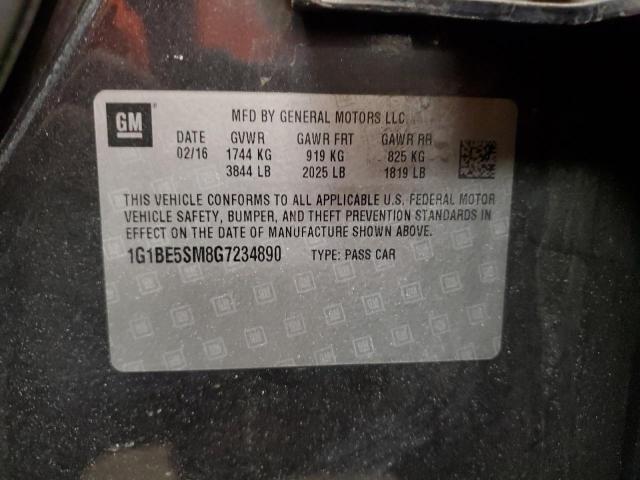 GM
MFD BY GENERAL MOTORS LLC
DATE GVWR GAWR FRT GAWR RR
02/16 1744 KG 919 KG 825 KG
3844 LB 2025 LB 1819 LB
THIS VEHICLE CONFORMS TO ALL APPLICABLE U.S. FEDERAL MOTOR
VEHICLE SAFETY, BUMPER, AND THEFT PREVENTION STANDARDS IN
EFFECT ON THE DATE OF MANUFACTURE SHOWN ABOVE.
1G1BE5SM8G7234890 TYPE: PASS CAR